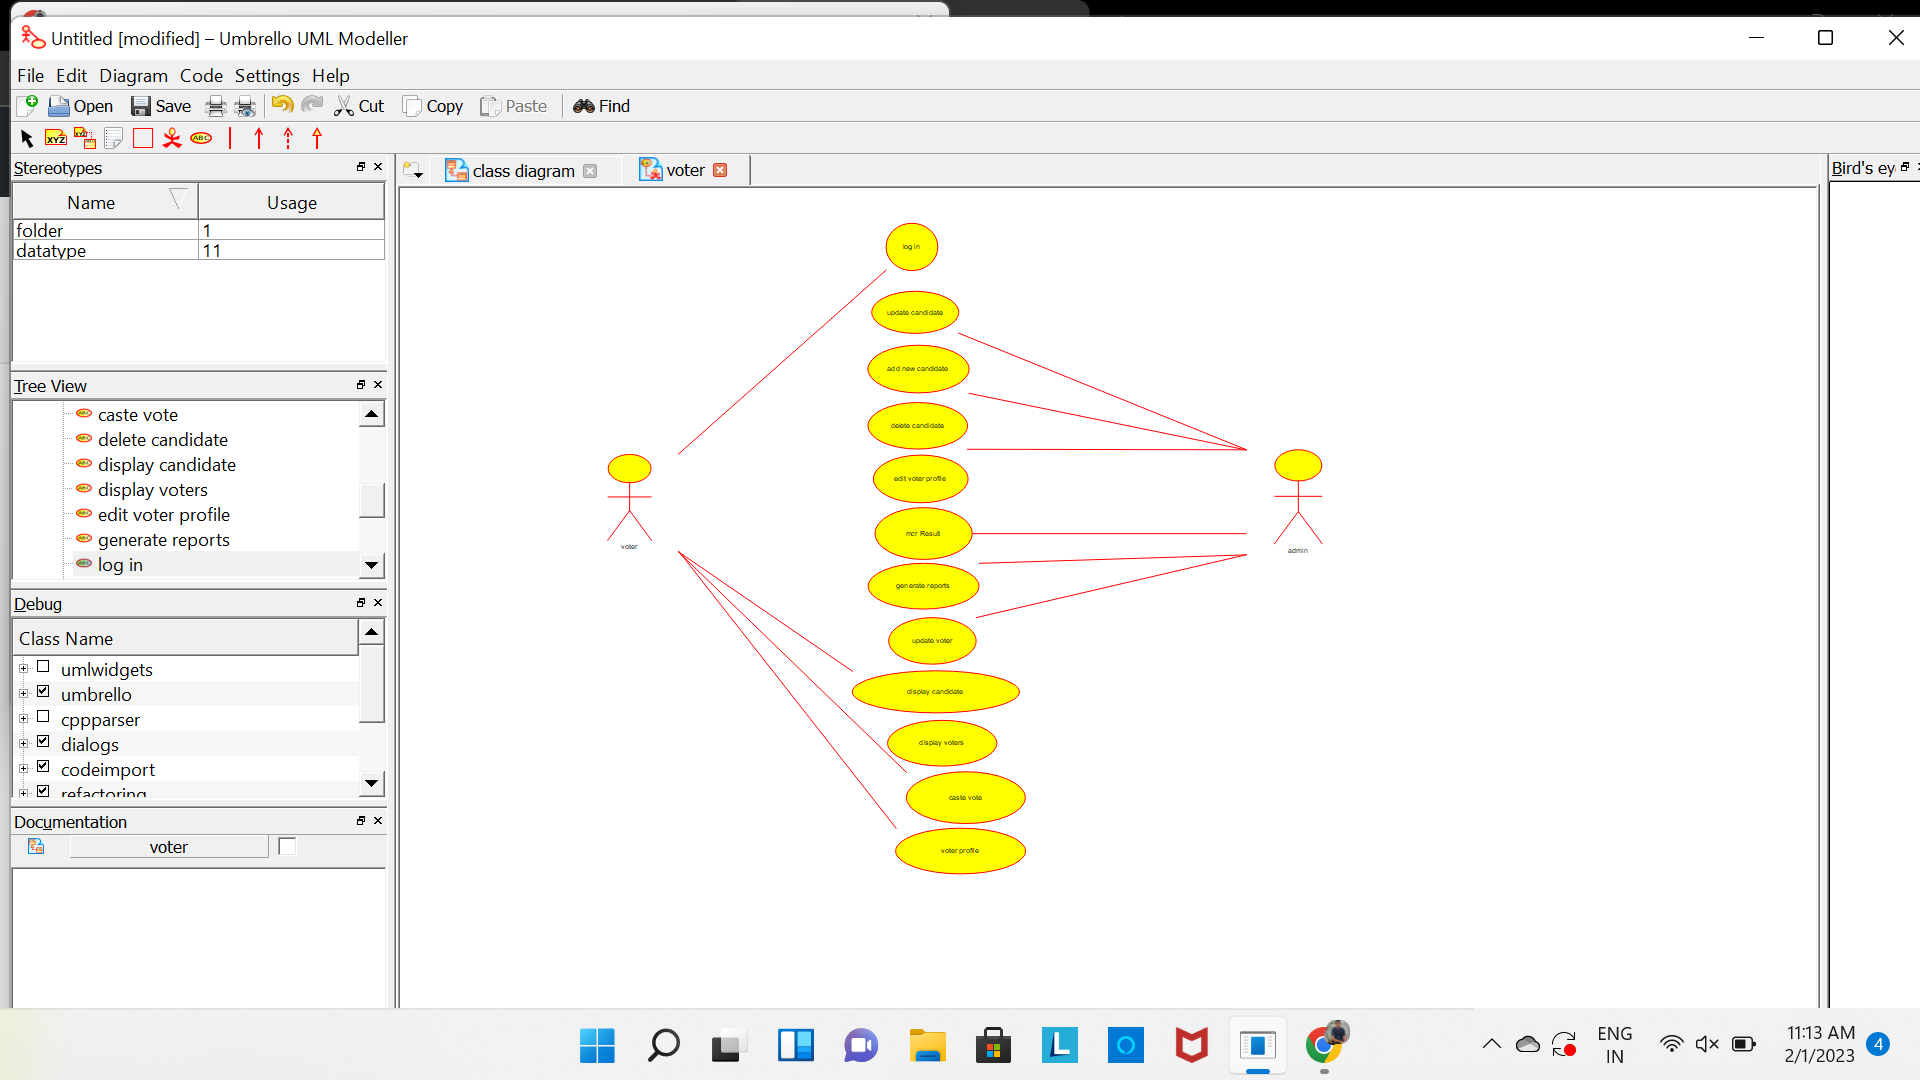 Untitled [modified] – Umbrello UML Modeller
File Edit Diagram Code Settings Help
Open Save Cut Copy Paste Find
XYZ XYZ ABC
Stereotypes
Name Usage
folder 1
datatype 11
Tree View
caste vote
delete candidate
display candidate
display voters
edit voter profile
generate reports
log in
Debug
Class Name
umlwidgets
umbrello
cppparser
dialogs
codeimport
refactoring
Documentation
voter
class diagram
voter
log in
update candidate
add new candidate
delete candidate
edit voter profile
mcr Result
generate reports
update voter
display candidate
display voters
caste vote
voter profile
voter
admin
Bird's ey
L
ENG
IN
11:13 AM
2/1/2023
4